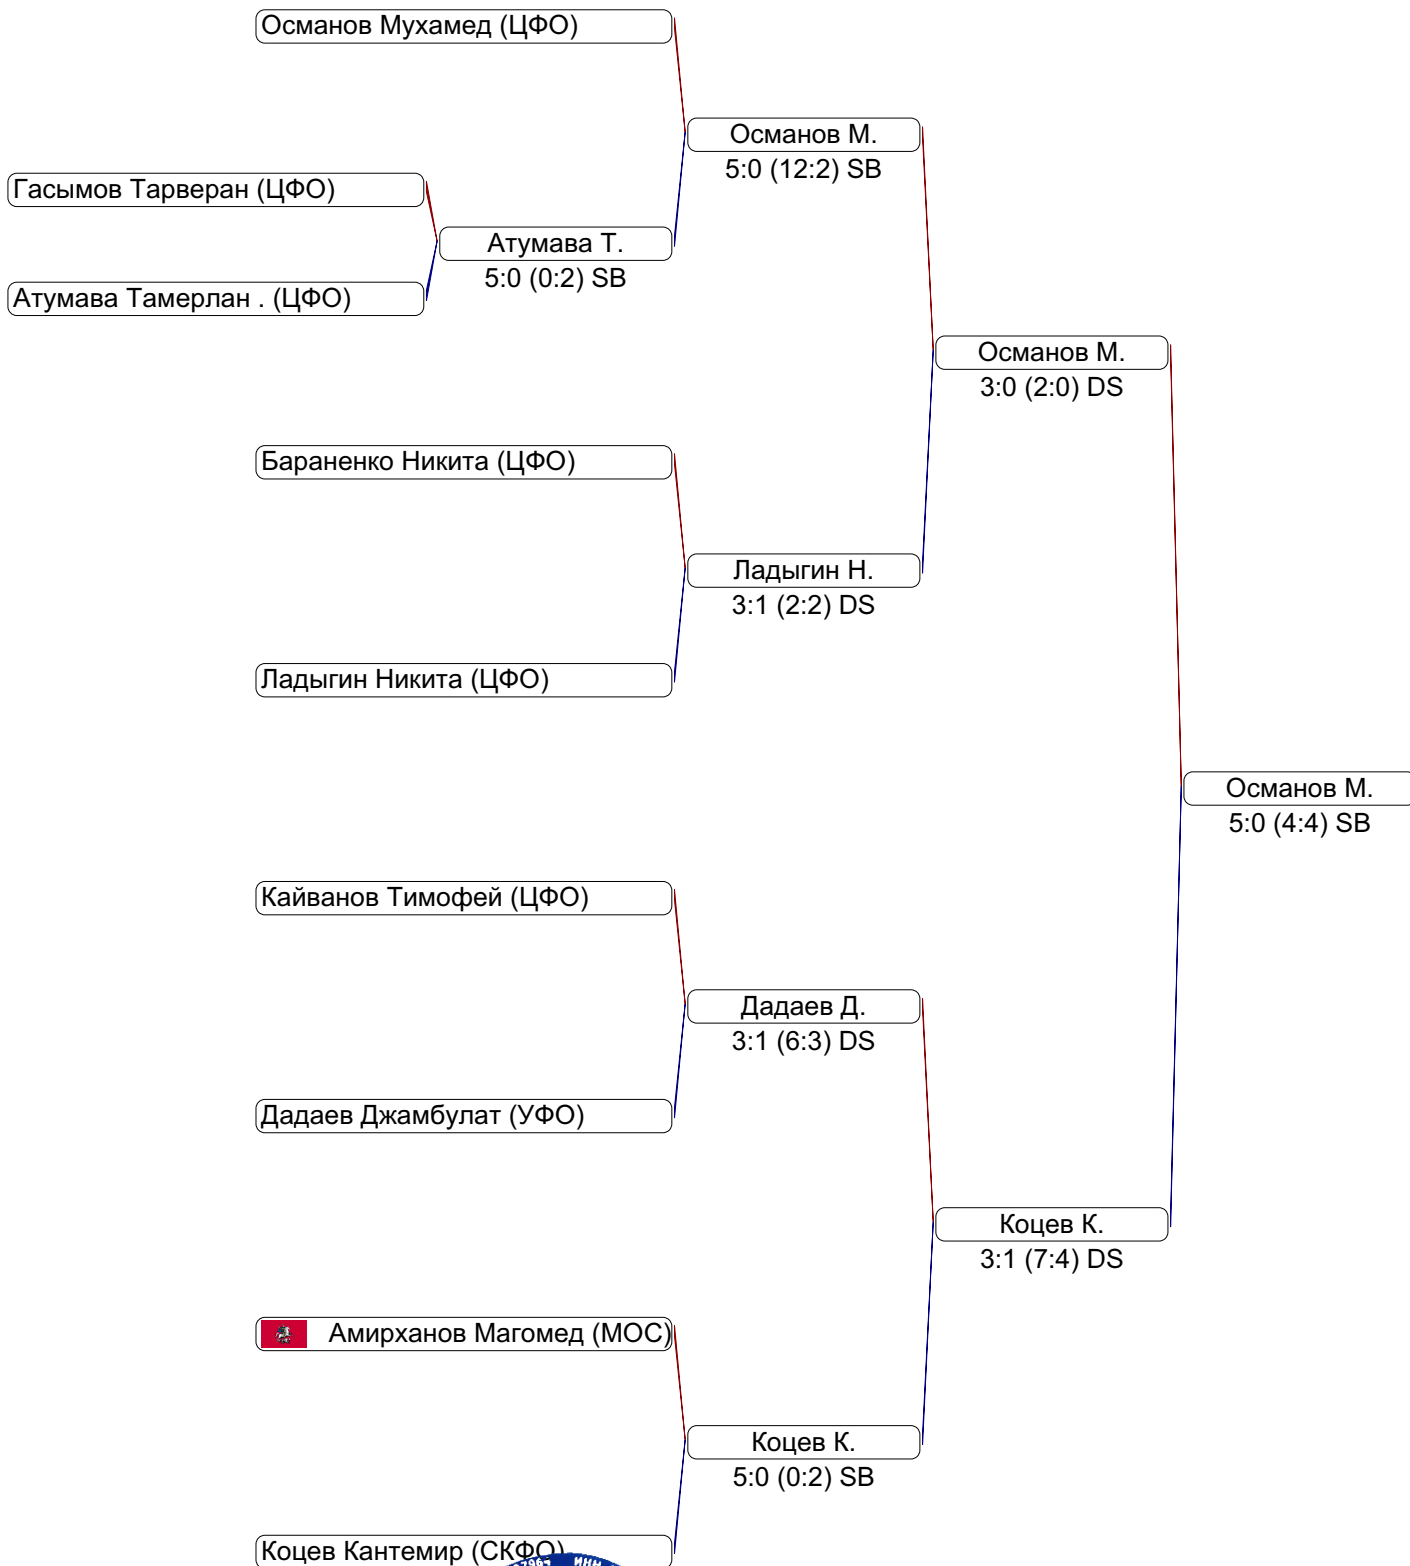 Османов Мухамед (ЦФО)
Османов М.
5:0 (12:2) SB
Гасымов Тарверан (ЦФО)
Атумава Т.
5:0 (0:2) SB
Атумава Тамерлан . (ЦФО)
Османов М.
3:0 (2:0) DS
Бараненко Никита (ЦФО)
Ладыгин Н.
3:1 (2:2) DS
Ладыгин Никита (ЦФО)
Османов М.
5:0 (4:4) SB
Кайванов Тимофей (ЦФО)
Дадаев Д.
3:1 (6:3) DS
Дадаев Джамбулат (УФО)
Коцев К.
3:1 (7:4) DS
Амирханов Магомед (МОС)
Коцев К.
5:0 (0:2) SB
Коцев Кантемир (СКФО)
ИНН